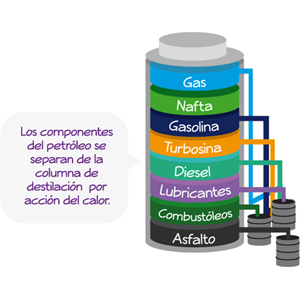 Los componentes
del petróleo se
separan de la
columna de
destilación por
acción del calor.
Gas
Nafta
Gasolina
Turbosina
Diesel
Lubricantes
Combustóleos
Asfalto